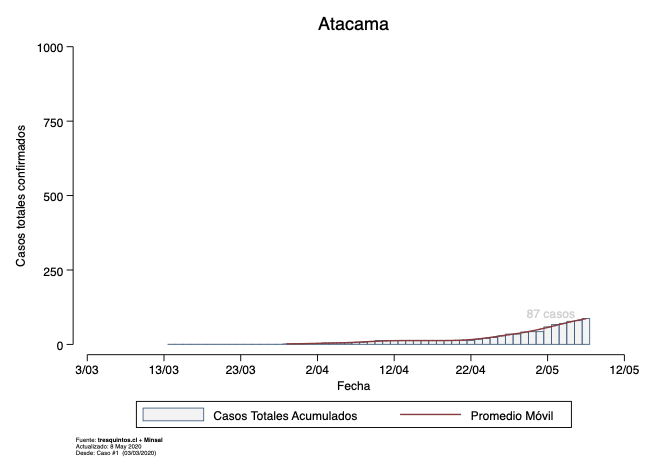 Atacama
Casos totales confirmados
1000
750
500
250
0
87 casos
3/03 13/03 23/03 2/04 12/04 22/04 2/05 12/05
Fecha
Casos Totales Acumulados Promedio Móvil
Fuente: tresquintos.cl + Minsal
Actualizado: 8 May 2020
Desde: Caso #1 (03/03/2020)